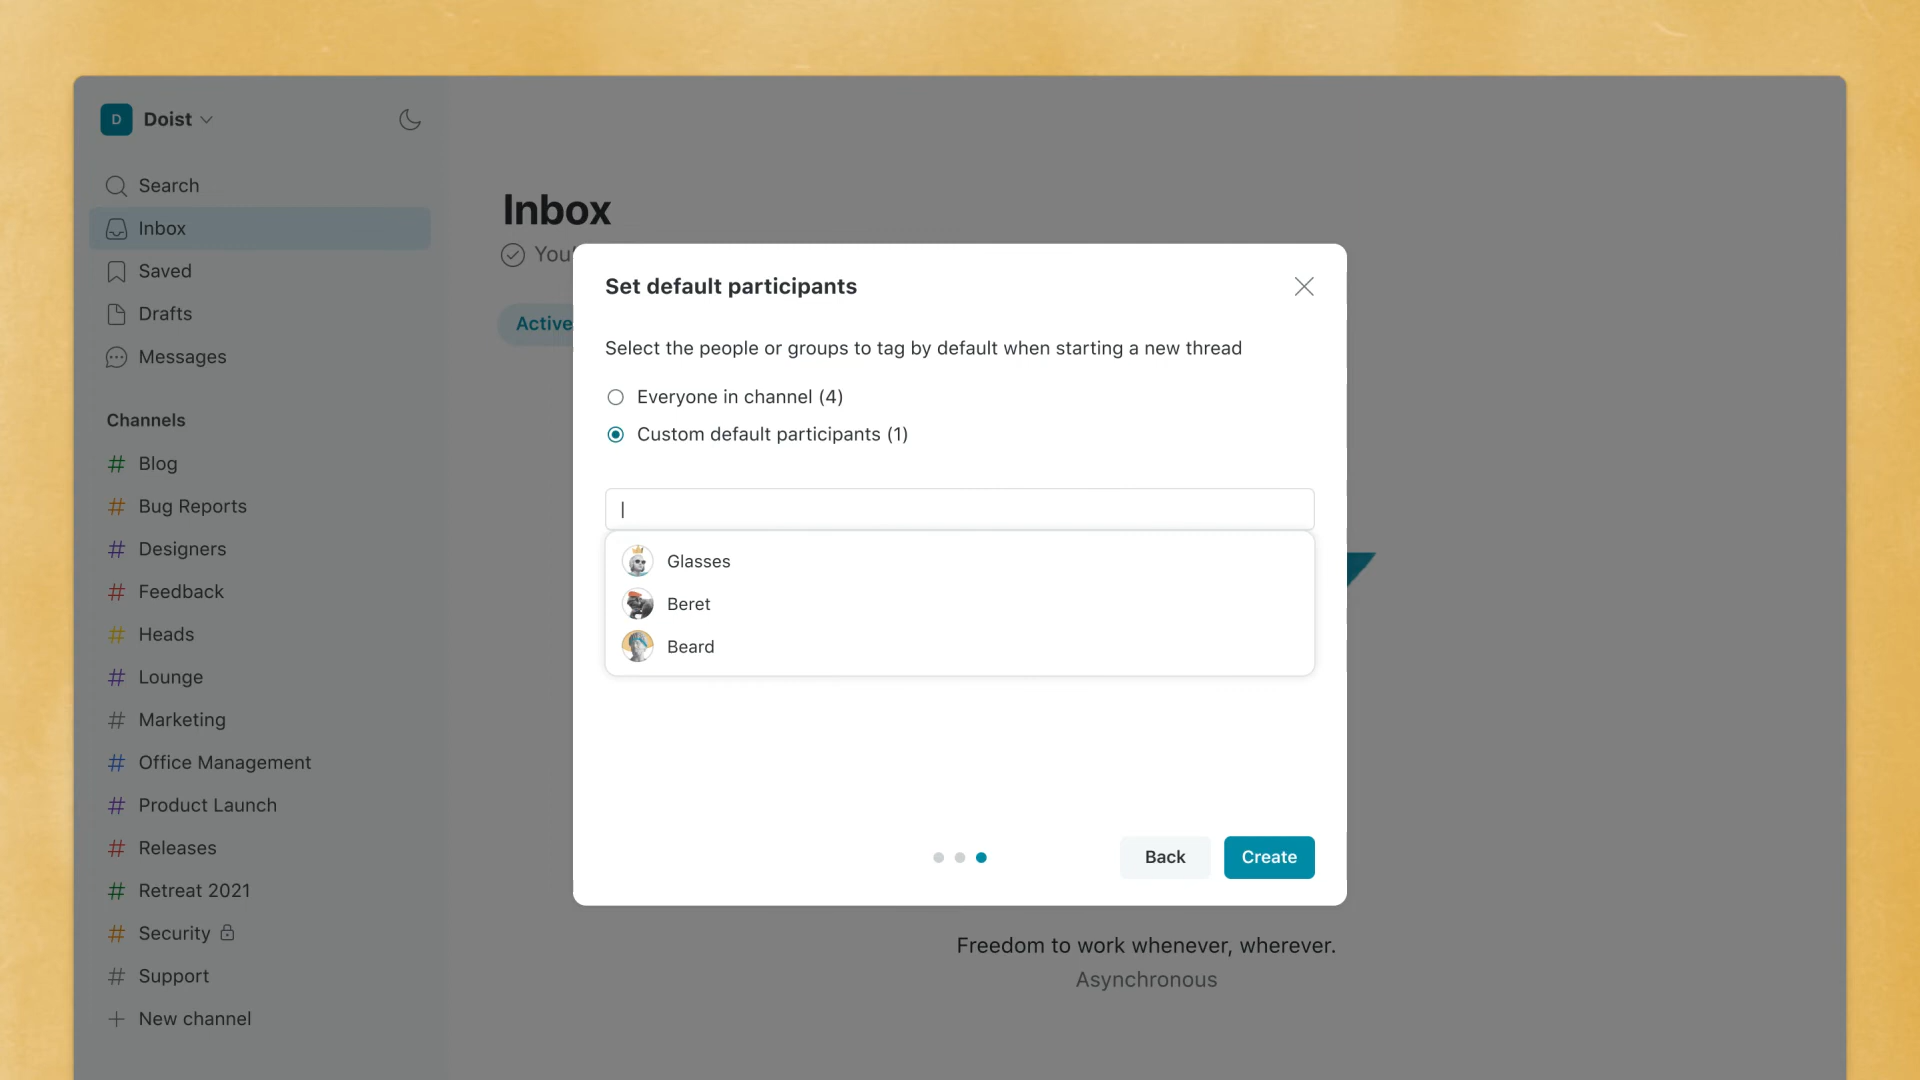 D Doist
Search
Inbox
Saved
Drafts
Messages
Channels
# Blog
# Bug Reports
# Designers
# Feedback
# Heads
# Lounge
# Marketing
# Office Management
# Product Launch
# Releases
# Retreat 2021
# Security
# Support
+ New channel
Inbox
You'
Active
Set default participants
Select the people or groups to tag by default when starting a new thread
Everyone in channel (4)
Custom default participants (1)
Glasses
Beret
Beard
Back
Create
Freedom to work whenever, wherever.
Asynchronous